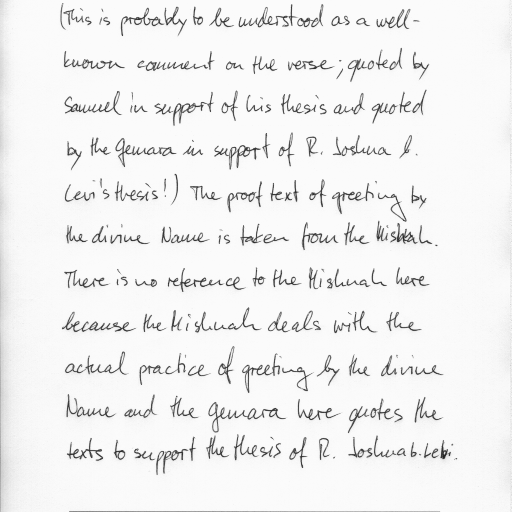 (This is probably to be understood as a well-
known comment on the verse; quoted by
Samuel in support of his thesis and quoted
by the Gemara in support of R. Joshua b.
Levi's thesis!) The proof text of greeting by
the divine Name is taken from the Mishnah.
There is no reference to the Mishnah here
because the Mishnah deals with the
actual practice of greeting by the divine
Name and the Gemara here quotes the
texts to support the thesis of R. Joshua b. Levi.